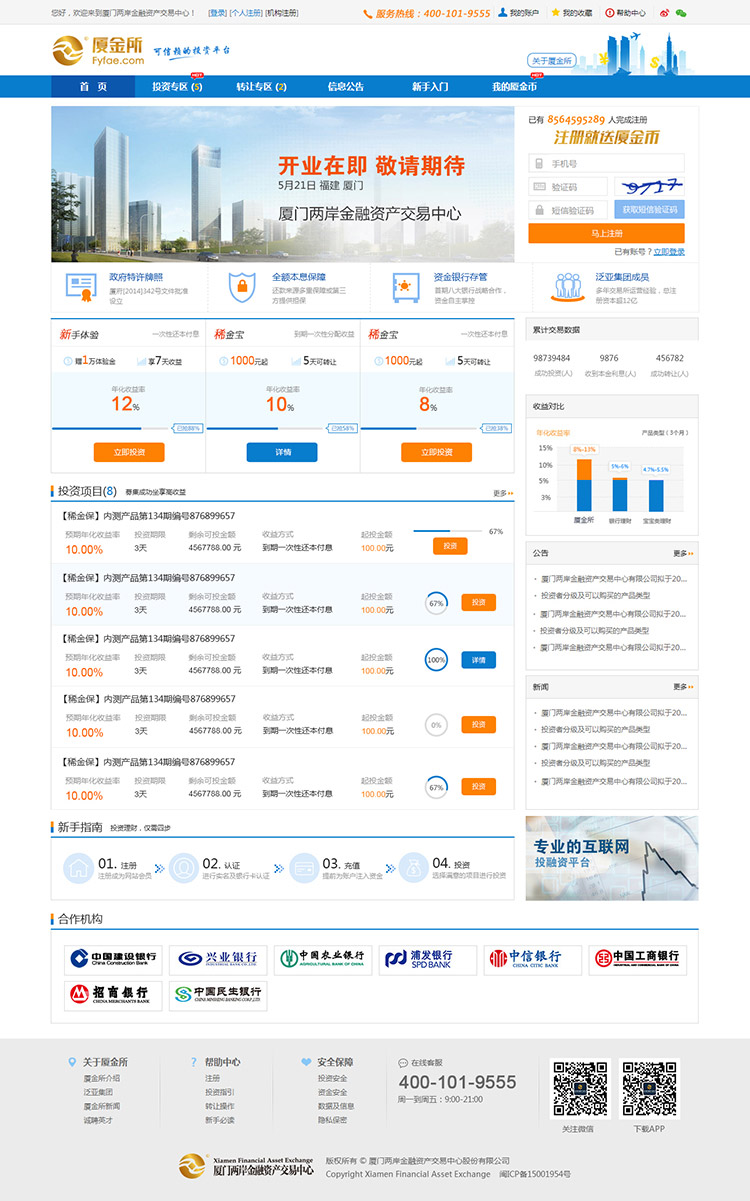 您好，欢迎来到厦门两岸金融资产交易中心！ [登录] [个人注册] [机构注册]
服务热线：400-101-9555 我的账户 我的收藏 帮助中心
厦金所
Fyfae.com
可信赖的投资平台
关于厦金所
首 页 投资专区 (5) HOT 转让专区 (2) 信息公告 新手入门 我的厦金币 HOT
开业在即 敬请期待
5月21日 福建 厦门
厦门两岸金融资产交易中心
已有 8564595289 人完成注册
注册就送厦金币
手机号
验证码 9717
短信验证码 获取短信验证码
马上注册
已有账号？立即登录
政府特许牌照
厦府[2014]342号文件批准
设立
全额本息保障
还款来源多重保障或第三
方提供担保
资金银行存管
首期八大银行战略合作，
资金自主掌控
泛亚集团成员
多年交易所运营经验，总注
册资本超12亿
新手体验 一次性还本付息
赠1万体验金 享7天收益
年化收益率
12%
立即投资
稀金宝 到期一次性分配收益
1000元起 5天可转让
年化收益率
10%
详情
稀金宝 一次性还本付息
1000元起 5天可转让
年化收益率
8%
立即投资
累计交易数据
98739484 9876 456782
成功投资(人) 收到本金利息(人) 成功转让(人)
收益对比
年化收益率 产品类型（3个月）
15%
10%
5%
3%
8%-13% 5%-6% 4.7%-5.5%
厦金所 银行理财 宝宝类理财
投资项目(8) 募集成功坐享高收益 更多
【稀金保】内测产品第134期编号876899657
预期年化收益率 投资期限 剩余可投金额 收益方式 起投金额
10.00% 3天 4567788.00 元 到期一次性还本付息 100.00元
67%
投资
【稀金保】内测产品第134期编号876899657
预期年化收益率 投资期限 剩余可投金额 收益方式 起投金额
10.00% 3天 4567788.00 元 到期一次性还本付息 100.00元
67% 投资
【稀金保】内测产品第134期编号876899657
预期年化收益率 投资期限 剩余可投金额 收益方式 起投金额
10.00% 3天 4567788.00 元 到期一次性还本付息 100.00元
100% 详情
【稀金保】内测产品第134期编号876899657
预期年化收益率 投资期限 剩余可投金额 收益方式 起投金额
10.00% 3天 4567788.00 元 到期一次性还本付息 100.00元
0% 投资
【稀金保】内测产品第134期编号876899657
预期年化收益率 投资期限 剩余可投金额 收益方式 起投金额
10.00% 3天 4567788.00 元 到期一次性还本付息 100.00元
67% 投资
公告 更多
厦门两岸金融资产交易中心有限公司拟于20...
投资者分级及可以购买的产品类型
厦门两岸金融资产交易中心有限公司拟于20...
投资者分级及可以购买的产品类型
厦门两岸金融资产交易中心有限公司拟于20...
新闻 更多
厦门两岸金融资产交易中心有限公司拟于20...
投资者分级及可以购买的产品类型
厦门两岸金融资产交易中心有限公司拟于20...
投资者分级及可以购买的产品类型
厦门两岸金融资产交易中心有限公司拟于20...
新手指南 投资理财，仅需四步
01. 注册
注册成为网站会员
02. 认证
进行实名及银行卡认证
03. 充值
提前为账户注入资金
04. 投资
选择满意的项目进行投资
专业的互联网
投融资平台
合作机构
中国建设银行
China Construction Bank
兴业银行
INDUSTRIAL BANK CO.,LTD.
中国农业银行
AGRICULTURAL BANK OF CHINA
浦发银行
SPD BANK
中信银行
CHINA CITIC BANK
中国工商银行
INDUSTRIAL AND COMMERCIAL BANK OF CHINA
招商银行
CHINA MERCHANTS BANK
中国民生银行
CHINA MINSHENG BANKING CORP.,LTD.
关于厦金所
厦金所介绍
泛亚集团
厦金所新闻
诚聘英才
帮助中心
注册
投资指引
转让操作
新手必读
安全保障
投资安全
资金安全
数据及信息
隐私保密
在线客服
400-101-9555
周一到周五：9:00-21:00
关注微信 下载APP
Xiamen Financial Asset Exchange
厦门两岸金融资产交易中心
版权所有 © 厦门两岸金融资产交易中心股份有限公司
Copyright Xiamen Financial Asset Exchange 闽ICP备15001954号